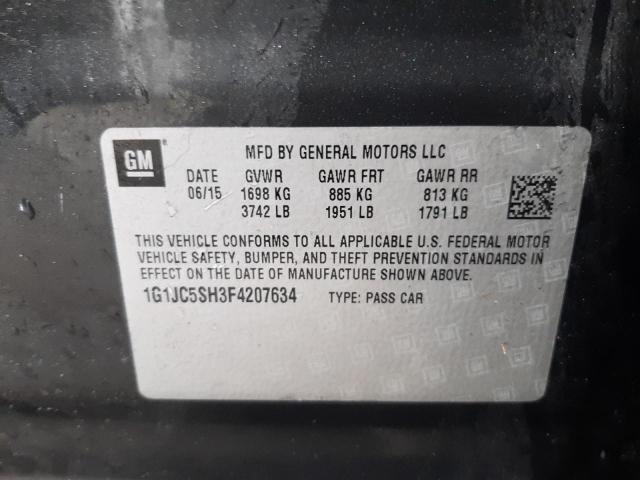 GM
MFD BY GENERAL MOTORS LLC
DATE GVWR GAWR FRT GAWR RR
06/15 1698 KG 885 KG 813 KG
3742 LB 1951 LB 1791 LB
THIS VEHICLE CONFORMS TO ALL APPLICABLE U.S. FEDERAL MOTOR
VEHICLE SAFETY, BUMPER, AND THEFT PREVENTION STANDARDS IN
EFFECT ON THE DATE OF MANUFACTURE SHOWN ABOVE.
1G1JC5SH3F4207634 TYPE: PASS CAR